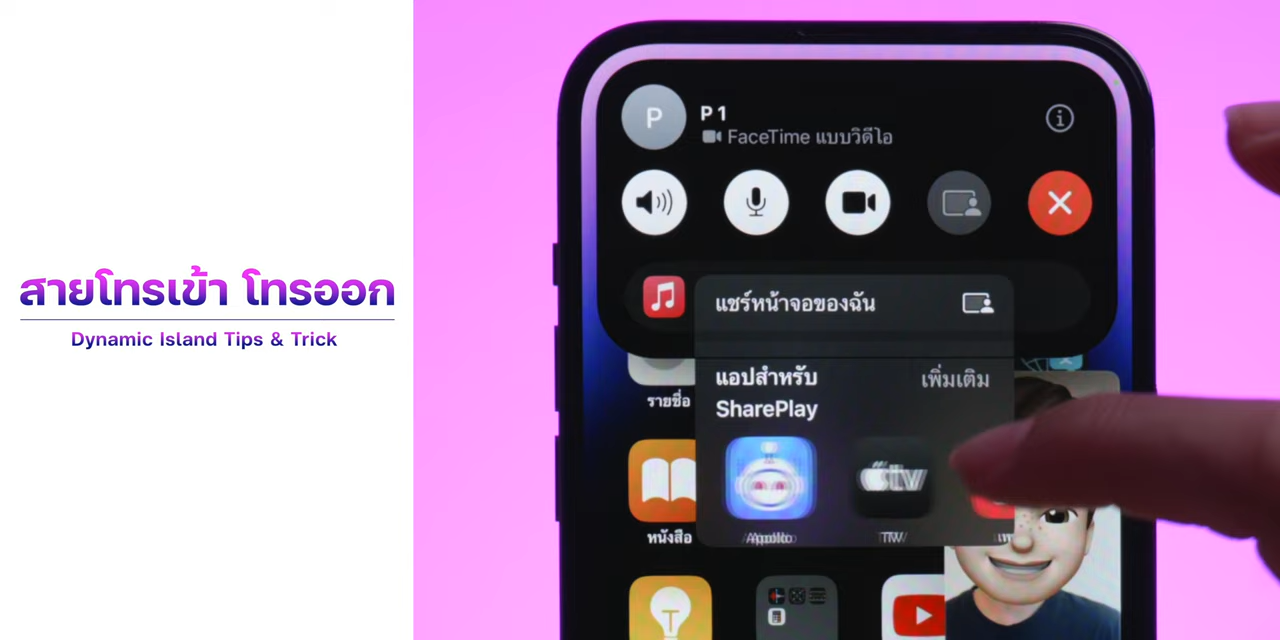 สายโทรเข้า โทรออก
Dynamic Island Tips & Trick
P
P 1
FaceTime แบบวิดีโอ
แชร์หน้าจอของฉัน
แอปสำหรับ
SharePlay
เพิ่มเติม
รายชื่อ
tv
หนังสือ
Apollo
TV